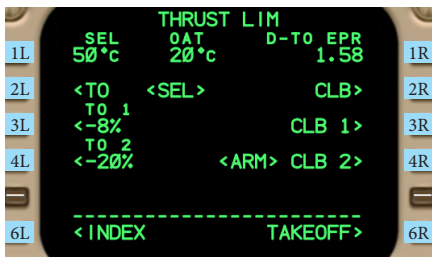 THRUST LIM
SEL OAT D-TO EPR
1L 50°c 20°c 1.58 1R
2L <TO <SEL> CLB> 2R
TO 1
3L <-8% CLB 1> 3R
TO 2
4L <-20% <ARM> CLB 2> 4R
------------------------
6L <INDEX TAKEOFF> 6R